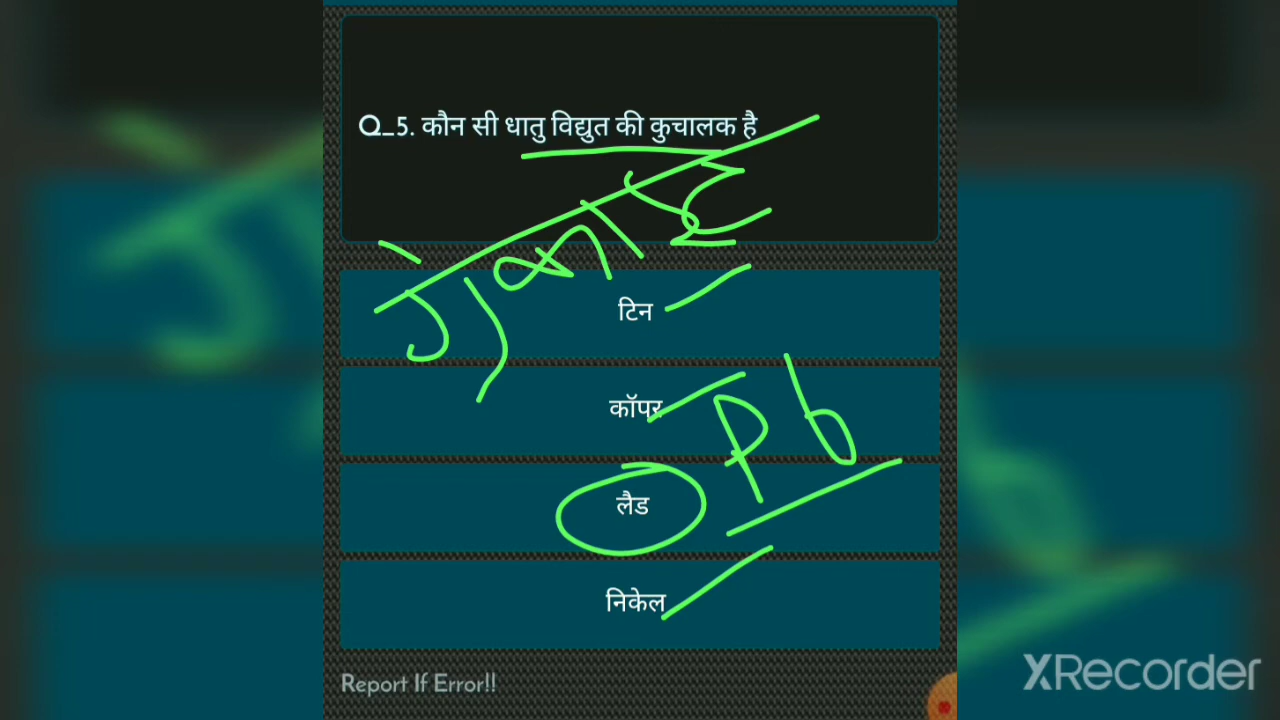 Q_5. कौन सी धातु विद्युत की कुचालक है
टिन
कॉपर
Pb
लैड
निकेल
Report If Error!!
XRecorder